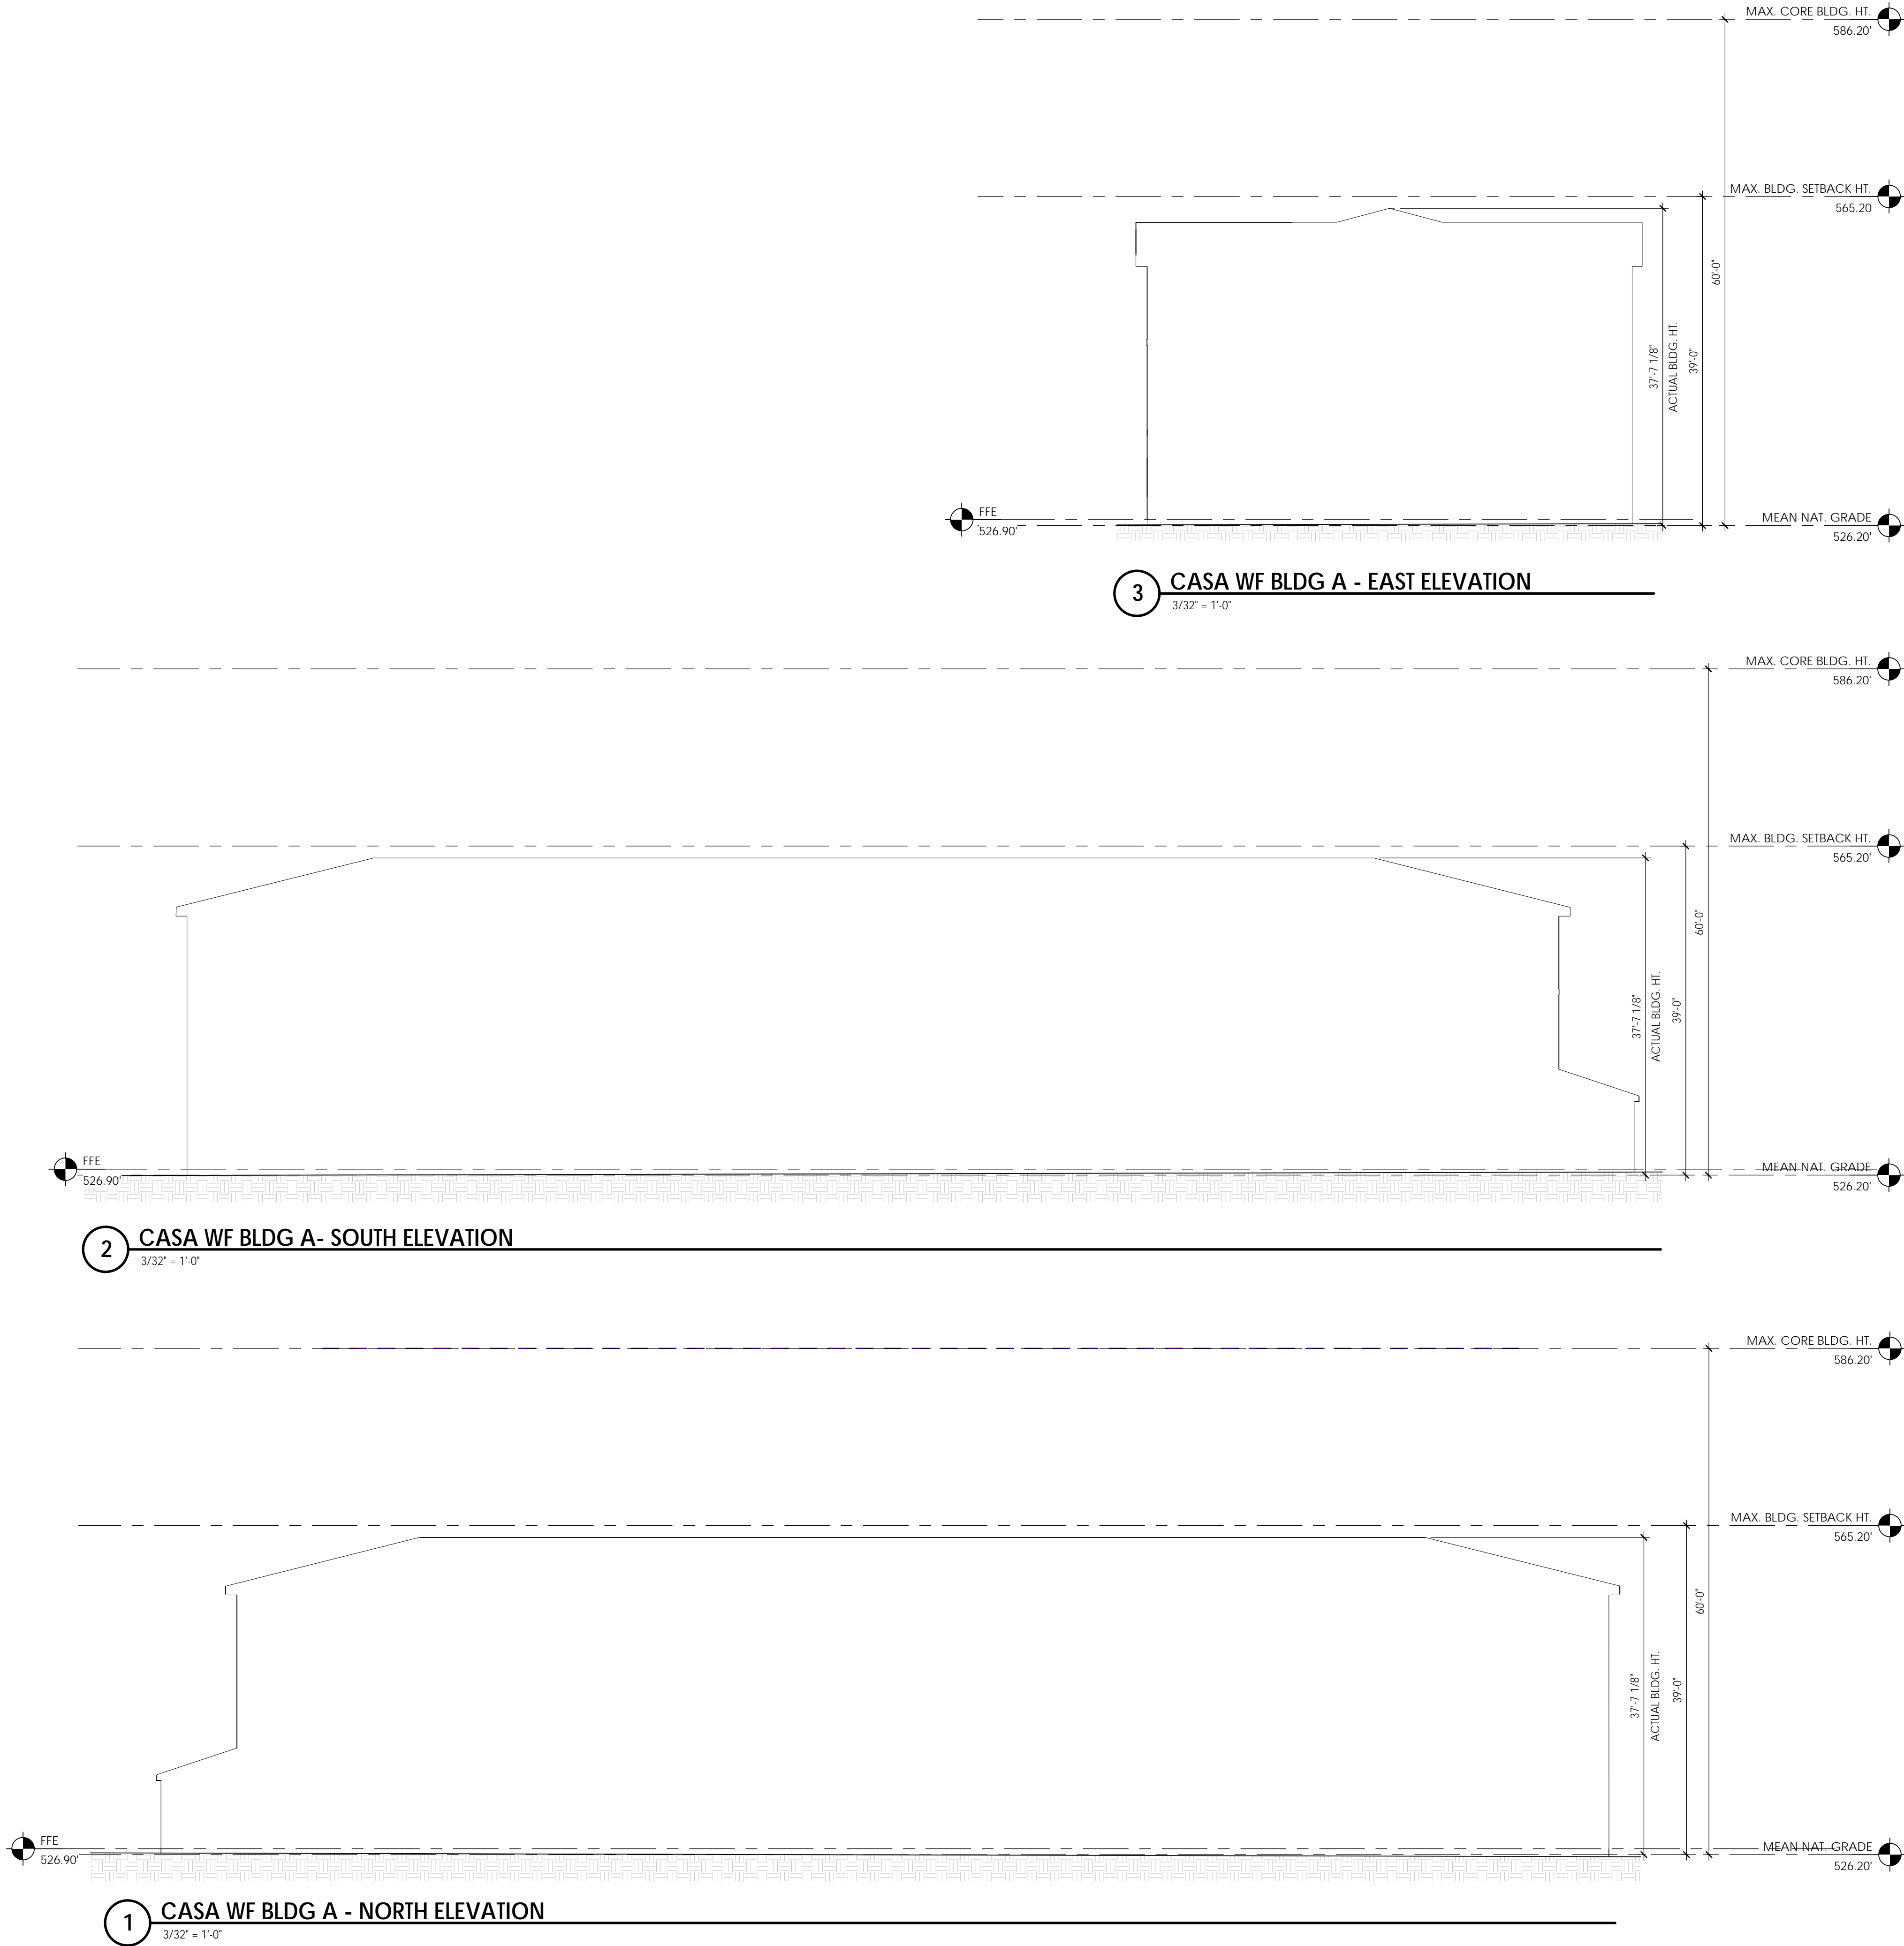 MAX. CORE BLDG. HT.
586.20'
MAX. BLDG. SETBACK HT.
565.20
60'-0"
37'-7 1/8"
ACTUAL BLDG. HT.
39'-0"
FFE
526.90'
MEAN NAT. GRADE
526.20'
3
CASA WF BLDG A - EAST ELEVATION
3/32" = 1'-0"
MAX. CORE BLDG. HT.
586.20'
MAX. BLDG. SETBACK HT.
565.20'
60'-0"
37'-7 1/8"
ACTUAL BLDG. HT.
39'-0"
FFE
526.90'
MEAN NAT. GRADE
526.20'
2
CASA WF BLDG A- SOUTH ELEVATION
3/32" = 1'-0"
MAX. CORE BLDG. HT.
586.20'
MAX. BLDG. SETBACK HT.
565.20'
60'-0"
37'-7 1/8"
ACTUAL BLDG. HT.
39'-0"
FFE
526.90'
MEAN NAT. GRADE
526.20'
1
CASA WF BLDG A - NORTH ELEVATION
3/32" = 1'-0"